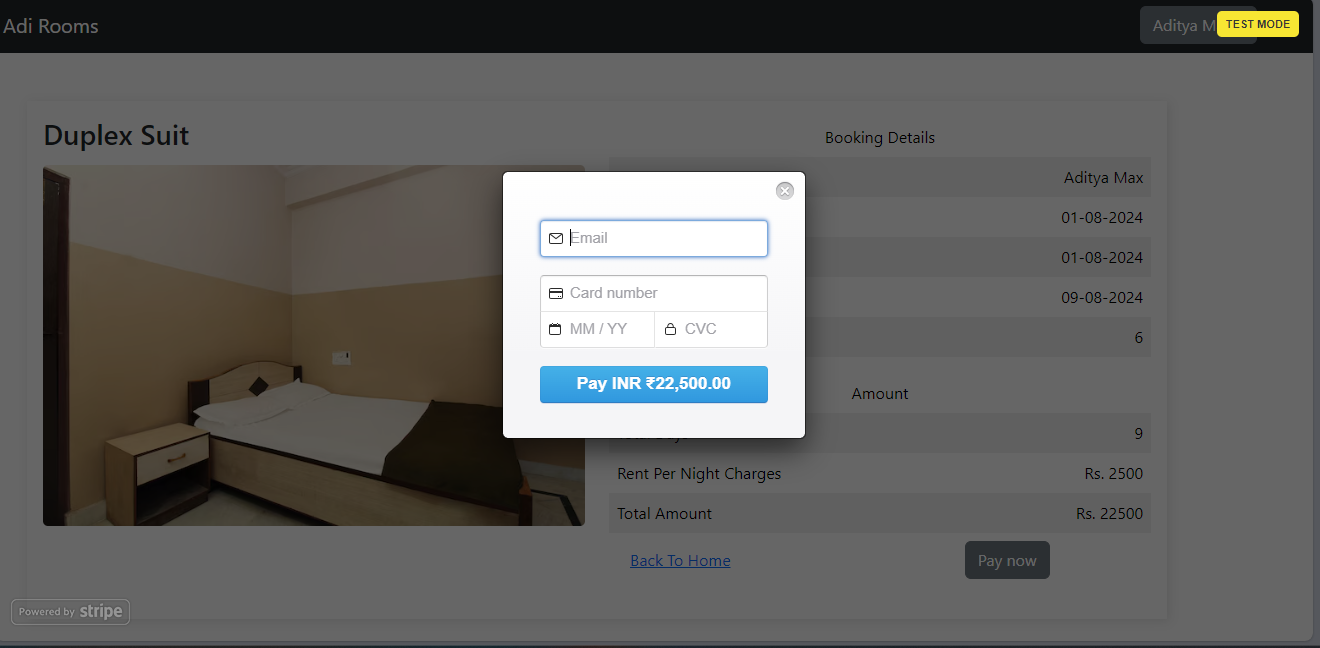 Adi Rooms
Aditya M
TEST MODE
Duplex Suit
Booking Details
Aditya Max
01-08-2024
01-08-2024
09-08-2024
6
Email
Card number
MM / YY
CVC
Pay INR ₹22,500.00
Amount
9
Rent Per Night Charges Rs. 2500
Total Amount Rs. 22500
Back To Home
Pay now
Powered by stripe